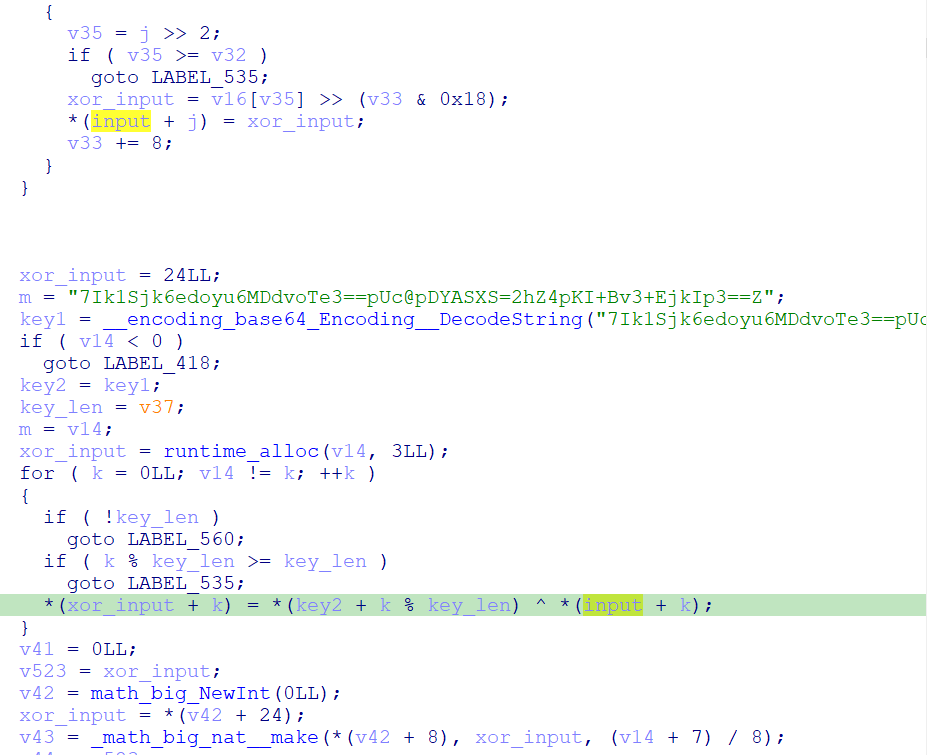 {
v35 = j >> 2;
if ( v35 >= v32 )
goto LABEL_535;
xor_input = v16[v35] >> (v33 & 0x18);
*(input + j) = xor_input;
v33 += 8;
}
}
xor_input = 24LL;
m = "7Ik1Sjk6edoyu6MDdvoTe3==pUc@pDYASXS=2hZ4pKI+Bv3+EjkIp3==Z";
key1 = __encoding_base64_Encoding__DecodeString("7Ik1Sjk6edoyu6MDdvoTe3==pUc
if ( v14 < 0 )
goto LABEL_418;
key2 = key1;
key_len = v37;
m = v14;
xor_input = runtime_alloc(v14, 3LL);
for ( k = 0LL; v14 != k; ++k )
{
if ( !key_len )
goto LABEL_560;
if ( k % key_len >= key_len )
goto LABEL_535;
*(xor_input + k) = *(key2 + k % key_len) ^ *(input + k);
}
v41 = 0LL;
v523 = xor_input;
v42 = math_big_NewInt(0LL);
xor_input = *(v42 + 24);
v43 = _math_big_nat__make(*(v42 + 8), xor_input, (v14 + 7) / 8);